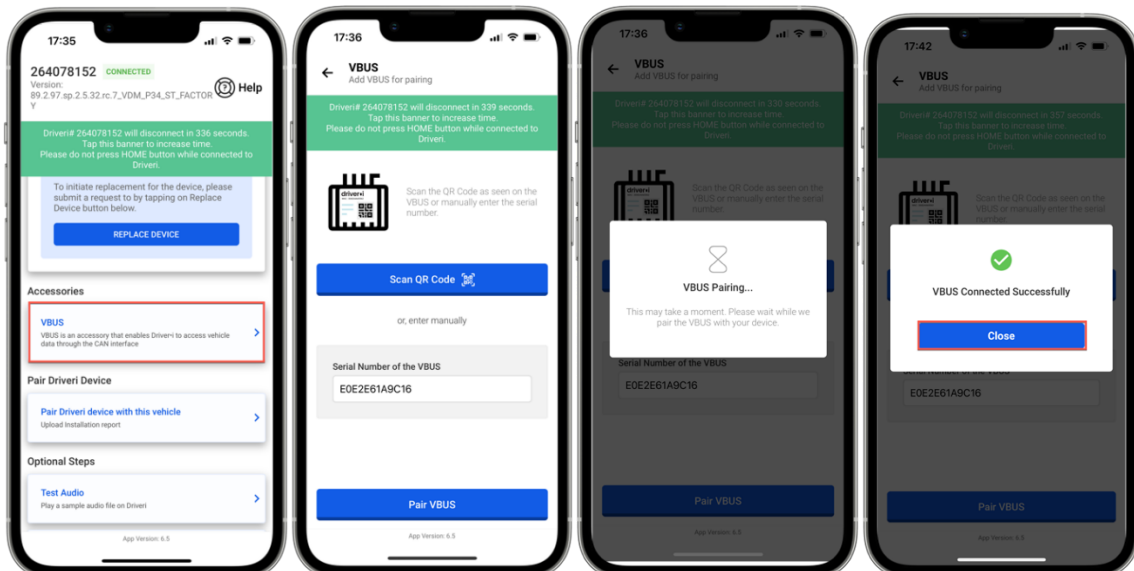 17:35
264078152 CONNECTED
Version:
89.2.97.sp.2.5.32.rc.7_VDM_P34_ST_FACTOR
Y
Help
Driveri# 264078152 will disconnect in 336 seconds.
Tap this banner to increase time.
Please do not press HOME button while connected to
Driveri.
To initiate replacement for the device, please
submit a request to by tapping on Replace
Device button below.
REPLACE DEVICE
Accessories
VBUS
VBUS is an accessory that enables Driver•i to access vehicle
data through the CAN interface
Pair Driveri Device
Pair Driveri device with this vehicle
Upload Installation report
Optional Steps
Test Audio
Play a sample audio file on Driveri
App Version: 6.5
17:36
VBUS
Add VBUS for pairing
Driveri# 264078152 will disconnect in 339 seconds.
Tap this banner to increase time.
Please do not press HOME button while connected to
Driveri.
driver•i
Scan the QR Code as seen on the
VBUS or manually enter the serial
number.
Scan QR Code
or, enter manually
Serial Number of the VBUS
E0E2E61A9C16
Pair VBUS
App Version: 6.5
17:36
VBUS
Add VBUS for pairing
Driveri# 264078152 will disconnect in 330 seconds.
Tap this banner to increase time.
Please do not press HOME button while connected to
Driveri.
driver•i
Scan the QR Code as seen on the
VBUS or manually enter the serial
number.
VBUS Pairing...
This may take a moment. Please wait while we
pair the VBUS with your device.
Serial Number of the VBUS
E0E2E61A9C16
Pair VBUS
App Version: 6.5
17:42
VBUS
Add VBUS for pairing
Driveri# 264078152 will disconnect in 357 seconds.
Tap this banner to increase time.
Please do not press HOME button while connected to
Driveri.
driver•i
Scan the QR Code as seen on the
VBUS or manually enter the serial
number.
VBUS Connected Successfully
Close
Serial Number of the VBUS
E0E2E61A9C16
Pair VBUS
App Version: 6.5